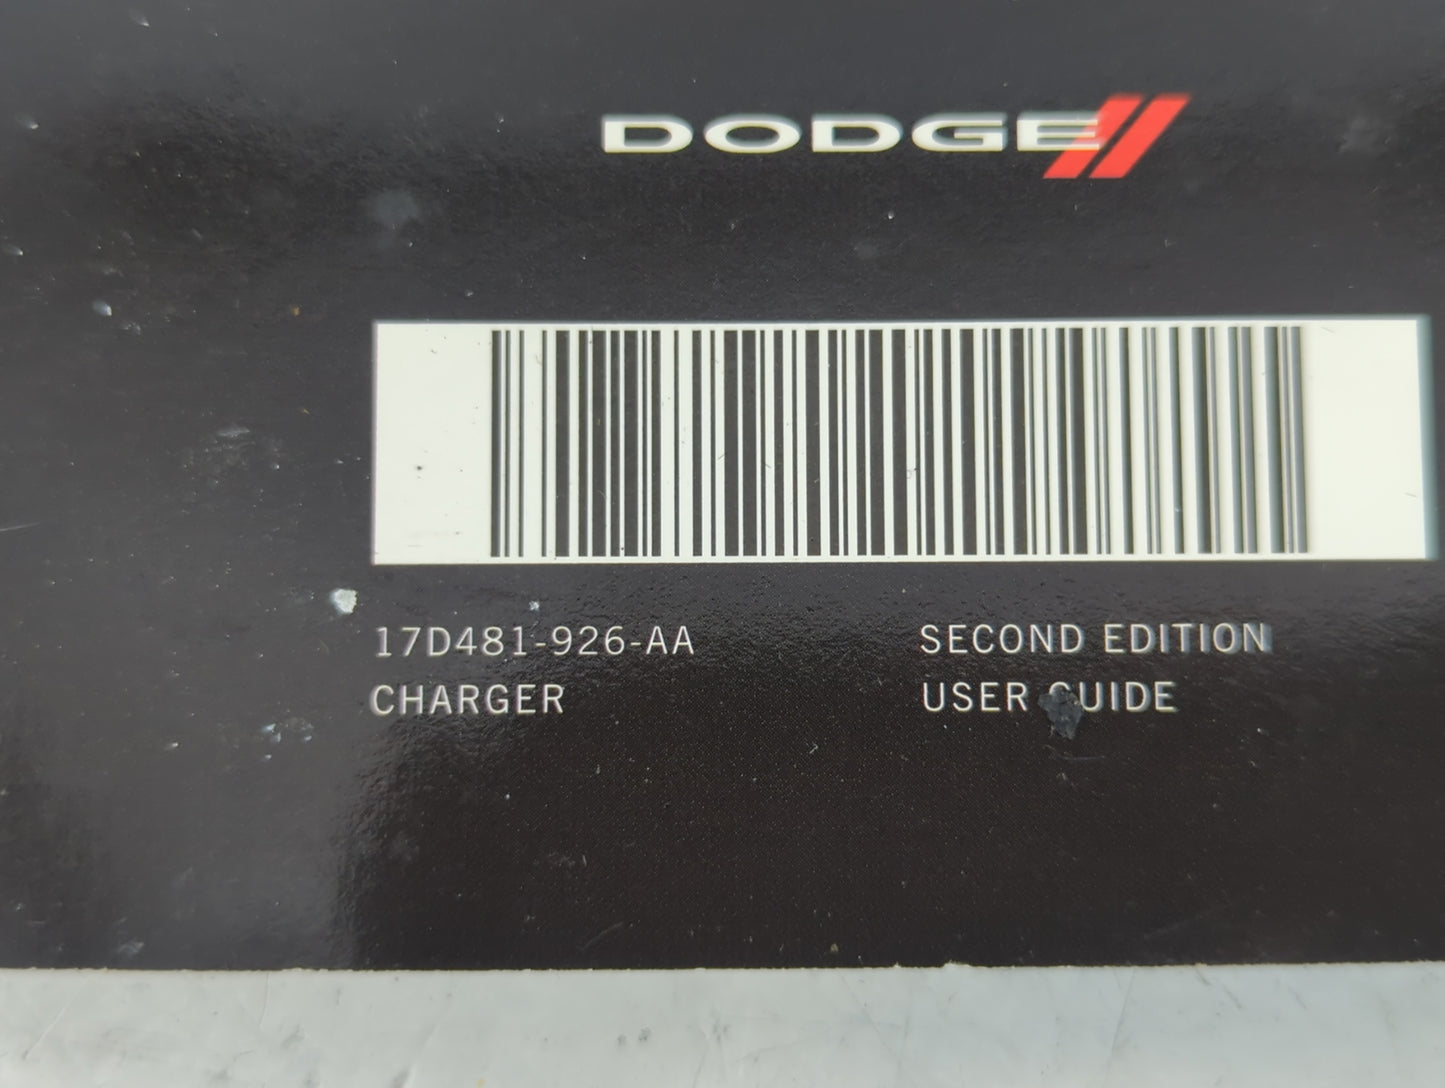 DODGE
17D481-926-AA SECOND EDITION
CHARGER USER GUIDE